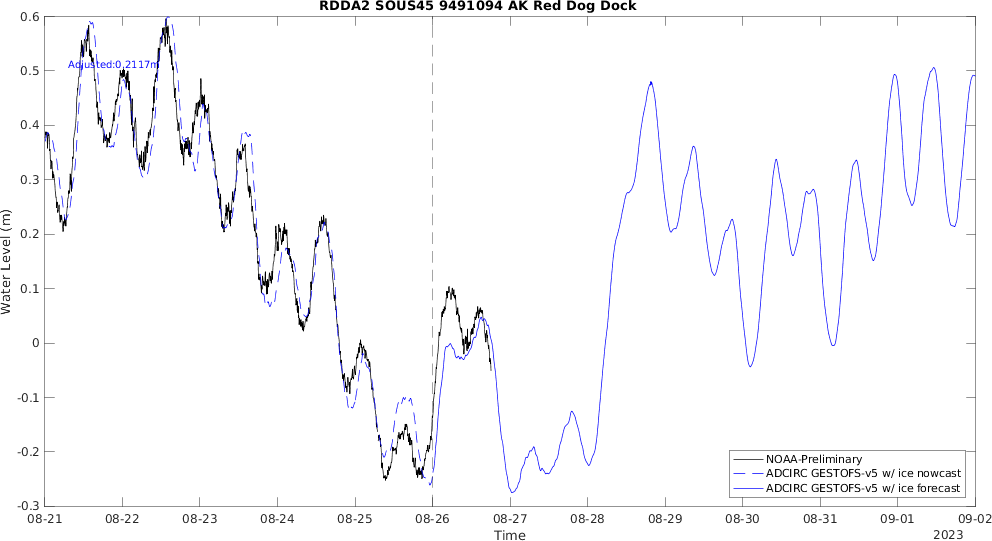 RDDA2 SOUS45 9491094 AK Red Dog Dock
0.6
0.5
0.4
0.3
0.2
0.1
0
-0.1
-0.2
-0.3
Water Level (m)
Adjusted:0.2117m
NOAA-Preliminary
ADCIRC GESTOFS-v5 w/ ice nowcast
ADCIRC GESTOFS-v5 w/ ice forecast
08-21 08-22 08-23 08-24 08-25 08-26 08-27 08-28 08-29 08-30 08-31 09-01 09-02
Time
2023